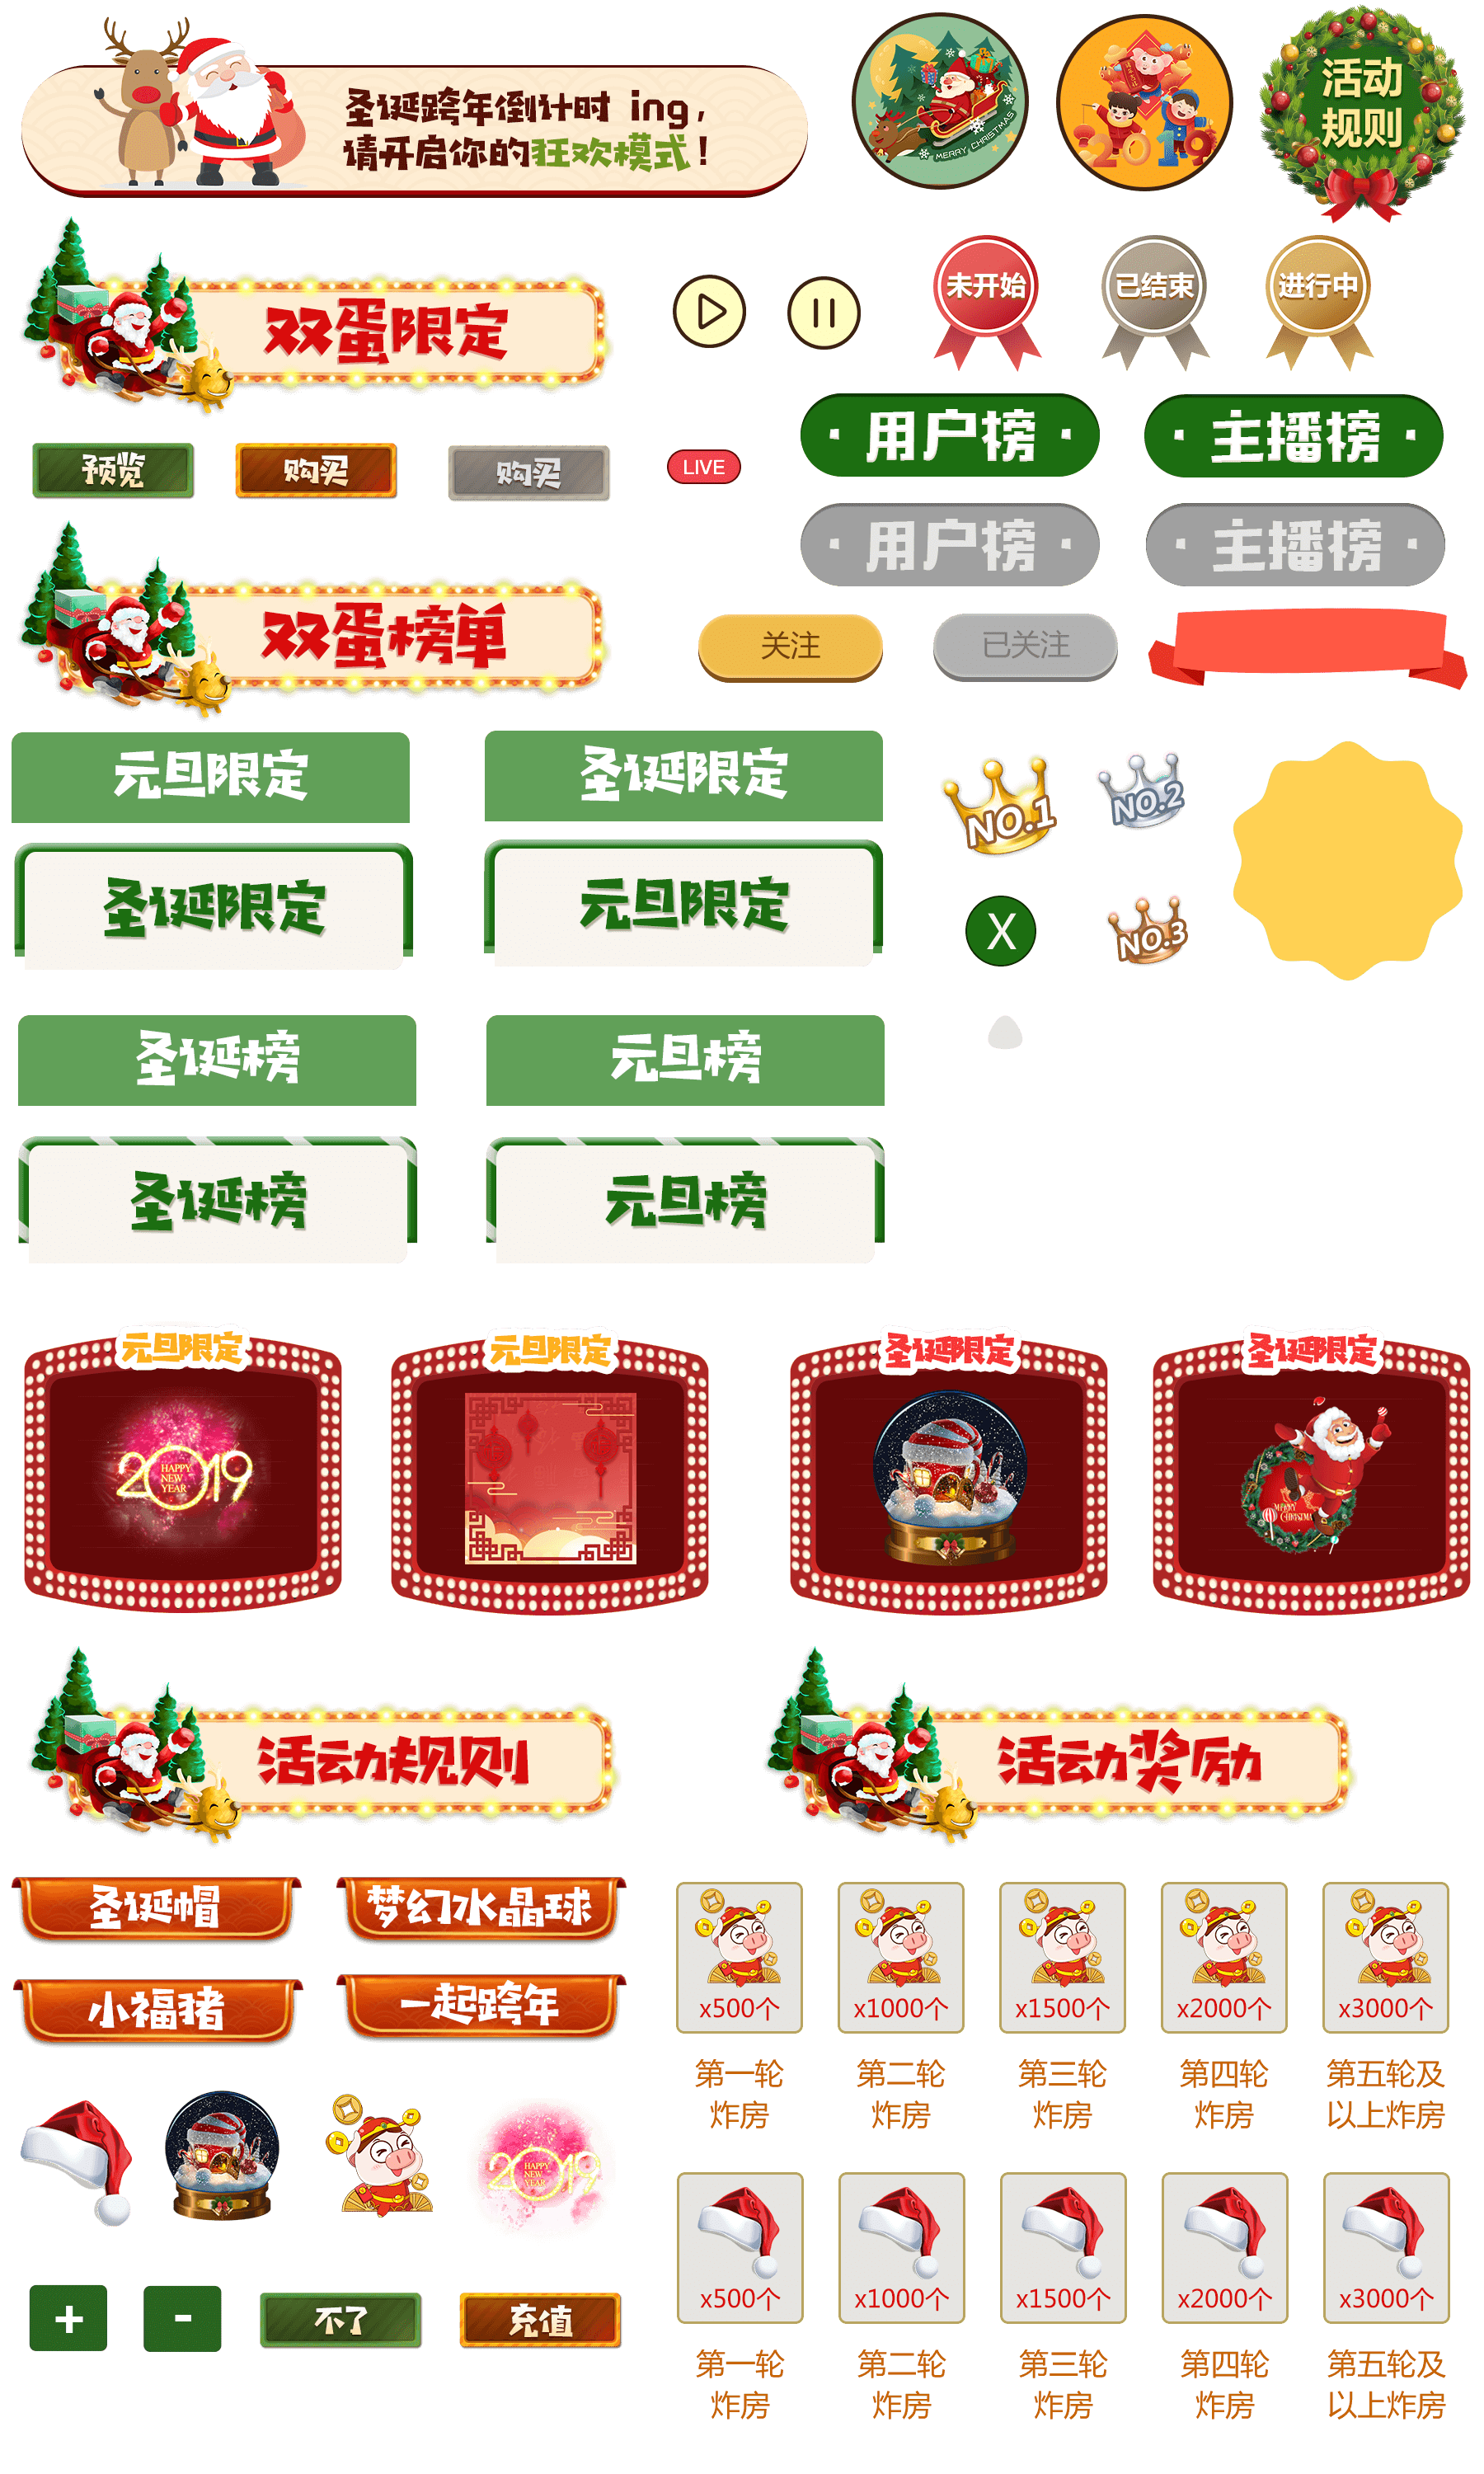 圣诞跨年倒计时 ing，
请开启你的狂欢模式！
MERRY CHRISTMAS
2019
活动
规则
双蛋限定
未开始
已结束
进行中
用户榜
主播榜
预览
购买
购买
LIVE
用户榜
主播榜
双蛋榜单
关注
已关注
元旦限定
圣诞限定
NO.1
NO.2
圣诞限定
元旦限定
X
NO.3
圣诞榜
元旦榜
圣诞榜
元旦榜
元旦限定
元旦限定
圣诞限定
圣诞限定
2019
HAPPY
NEW
YEAR
MERRY
CHRISTMAS
活动规则
活动奖励
圣诞帽
梦幻水晶球
小福猪
一起跨年
x500个
x1000个
x1500个
x2000个
x3000个
第一轮
炸房
第二轮
炸房
第三轮
炸房
第四轮
炸房
第五轮及
以上炸房
2019
HAPPY
NEW
YEAR
x500个
x1000个
x1500个
x2000个
x3000个
+
-
不了
充值
第一轮
炸房
第二轮
炸房
第三轮
炸房
第四轮
炸房
第五轮及
以上炸房